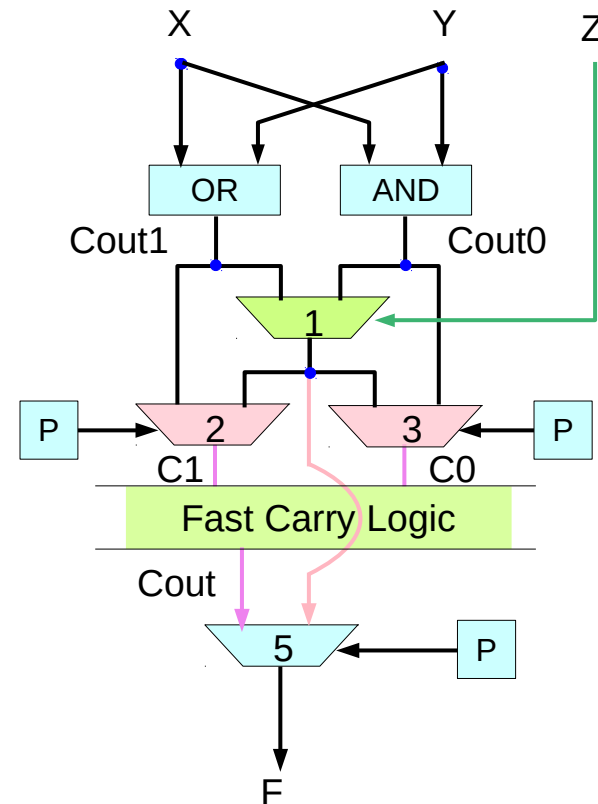 X Y Z
OR AND
Cout1 Cout0
1
P 2 3 P
C1 C0
Fast Carry Logic
Cout
5 P
F